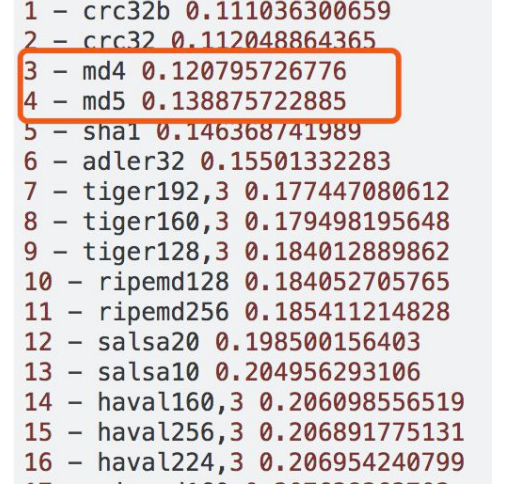 1 – crc32b 0.111036300659
2 – crc32 0.112048864365
3 – md4 0.120795726776
4 – md5 0.138875722885
5 – sha1 0.146368741989
6 – adler32 0.15501332283
7 – tiger192,3 0.177447080612
8 – tiger160,3 0.179498195648
9 – tiger128,3 0.184012889862
10 – ripemd128 0.184052705765
11 – ripemd256 0.185411214828
12 – salsa20 0.198500156403
13 – salsa10 0.204956293106
14 – haval160,3 0.206098556519
15 – haval256,3 0.206891775131
16 – haval224,3 0.206954240799